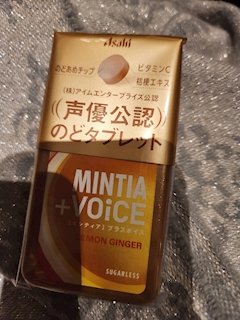 Asahi
のどあめチップ
ビタミンC
桔梗エキス
(株)アイムエンタープライズ公認
声優公認
のどタブレット
MINTIA
+VOiCE
[ミンティア] プラスボイス
LEMON GINGER
SUGARLESS